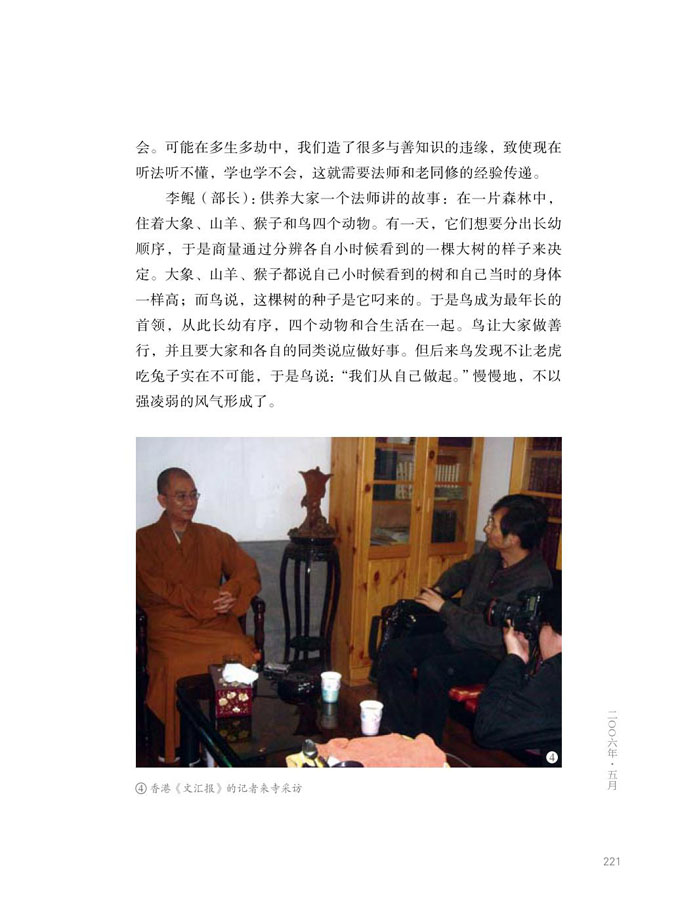 会。可能在多生多劫中，我们造了很多与善知识的违缘，致使现在
听法听不懂，学也学不会，这就需要法师和老同修的经验传递。
李鲲（部长）：供养大家一个法师讲的故事：在一片森林中，
住着大象、山羊、猴子和鸟四个动物。有一天，它们想要分出长幼
顺序，于是商量通过分辨各自小时候看到的一棵大树的样子来决
定。大象、山羊、猴子都说自己小时候看到的树和自己当时的身体
一样高；而鸟说，这棵树的种子是它叼来的。于是鸟成为最年长的
首领，从此长幼有序，四个动物和合生活在一起。鸟让大家做善
行，并且要大家和各自的同类说应做好事。但后来鸟发现不让老虎
吃兔子实在不可能，于是鸟说：“我们从自己做起。”慢慢地，不以
强凌弱的风气形成了。
④
④香港《文汇报》的记者来寺采访
二〇〇六年·五月
221